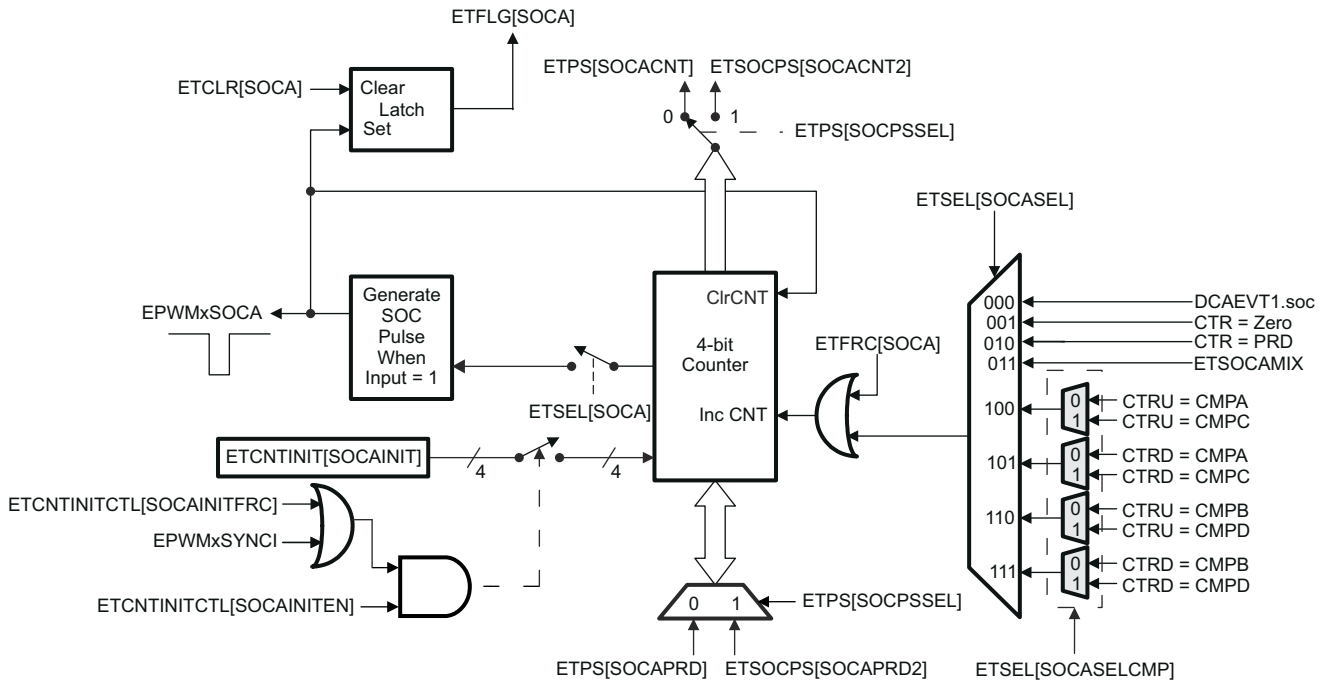 ETFLG[SOCA]
ETCLR[SOCA]
Clear
Latch
Set
ETPS[SOCACNT]
ETSOCPS[SOCACNT2]
0
1
ETPS[SOCPSSEL]
ETSEL[SOCASEL]
EPWMxSOCA
Generate
SOC
Pulse
When
Input = 1
ETSEL[SOCA]
ClrCNT
4-bit
Counter
Inc CNT
ETFRC[SOCA]
000
001
010
011
100
101
110
111
DCAEVT1.soc
CTR = Zero
CTR = PRD
ETSOCAMIX
0
1
CTRU = CMPA
CTRU = CMPC
0
1
CTRD = CMPA
CTRD = CMPC
0
1
CTRU = CMPB
CTRU = CMPD
0
1
CTRD = CMPB
CTRD = CMPD
ETSEL[SOCASELCMP]
ETCNTINIT[SOCAINIT]
4
4
ETCNTINITCTL[SOCAINITFRC]
EPWMxSYNCI
ETCNTINITCTL[SOCAINITEN]
0 1
ETPS[SOCPSSEL]
ETPS[SOCAPRD]
ETSOCPS[SOCAPRD2]